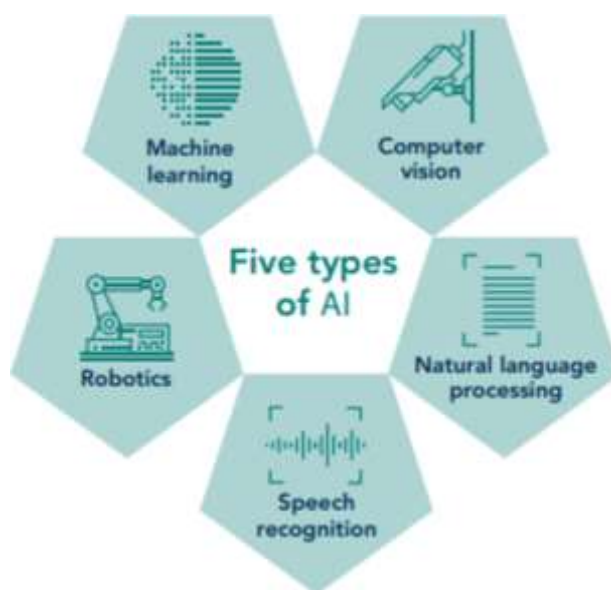 Machine
learning
Computer
vision
Five types
of AI
Robotics
Natural language
processing
Speech
recognition